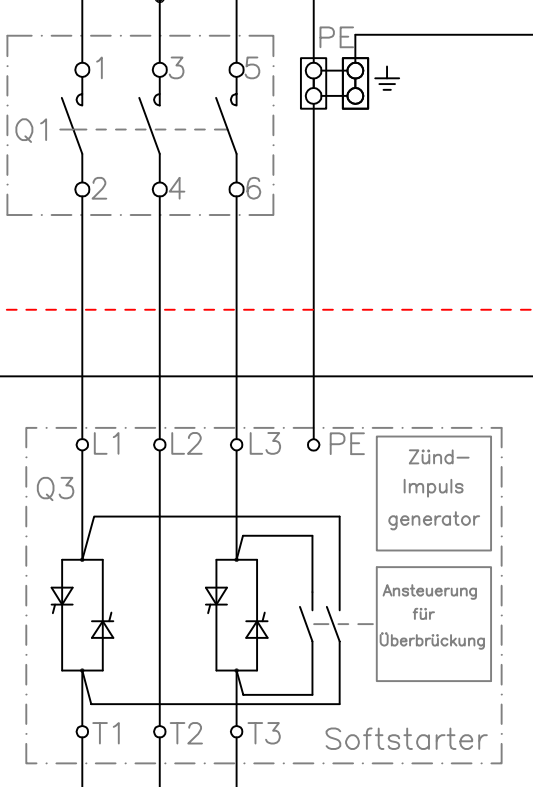 PE
1 3 5
Q1
2 4 6
L1 L2 L3 PE
Zünd–
Q3
Impuls
generator
Ansteuerung
für
Überbrückung
T1 T2 T3
Softstarter